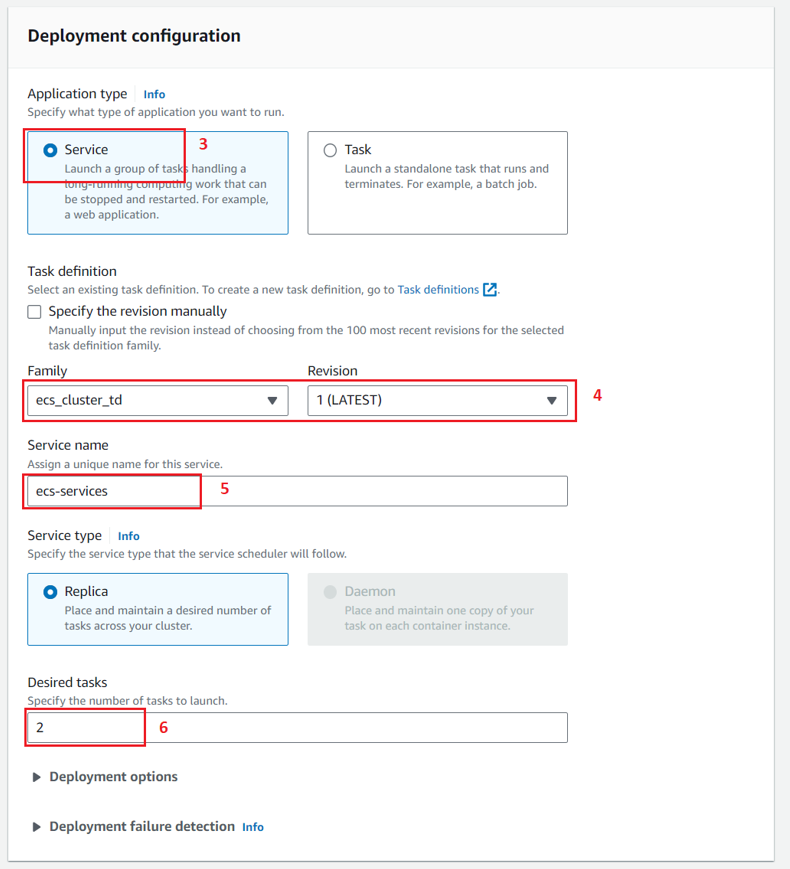 Deployment configuration
Application type Info
Specify what type of application you want to run.
3
Service
Launch a group of tasks handling a
long-running computing work that can
be stopped and restarted. For example,
a web application.
Task
Launch a standalone task that runs and
terminates. For example, a batch job.
Task definition
Select an existing task definition. To create a new task definition, go to Task definitions.
Specify the revision manually
Manually input the revision instead of choosing from the 100 most recent revisions for the selected
task definition family.
Family
Revision
ecs_cluster_td
1 (LATEST)
4
Service name
Assign a unique name for this service.
ecs-services
5
Service type Info
Specify the service type that the service scheduler will follow.
Replica
Place and maintain a desired number of
tasks across your cluster.
Daemon
Place and maintain one copy of your
task on each container instance.
Desired tasks
Specify the number of tasks to launch.
2
6
Deployment options
Deployment failure detection Info